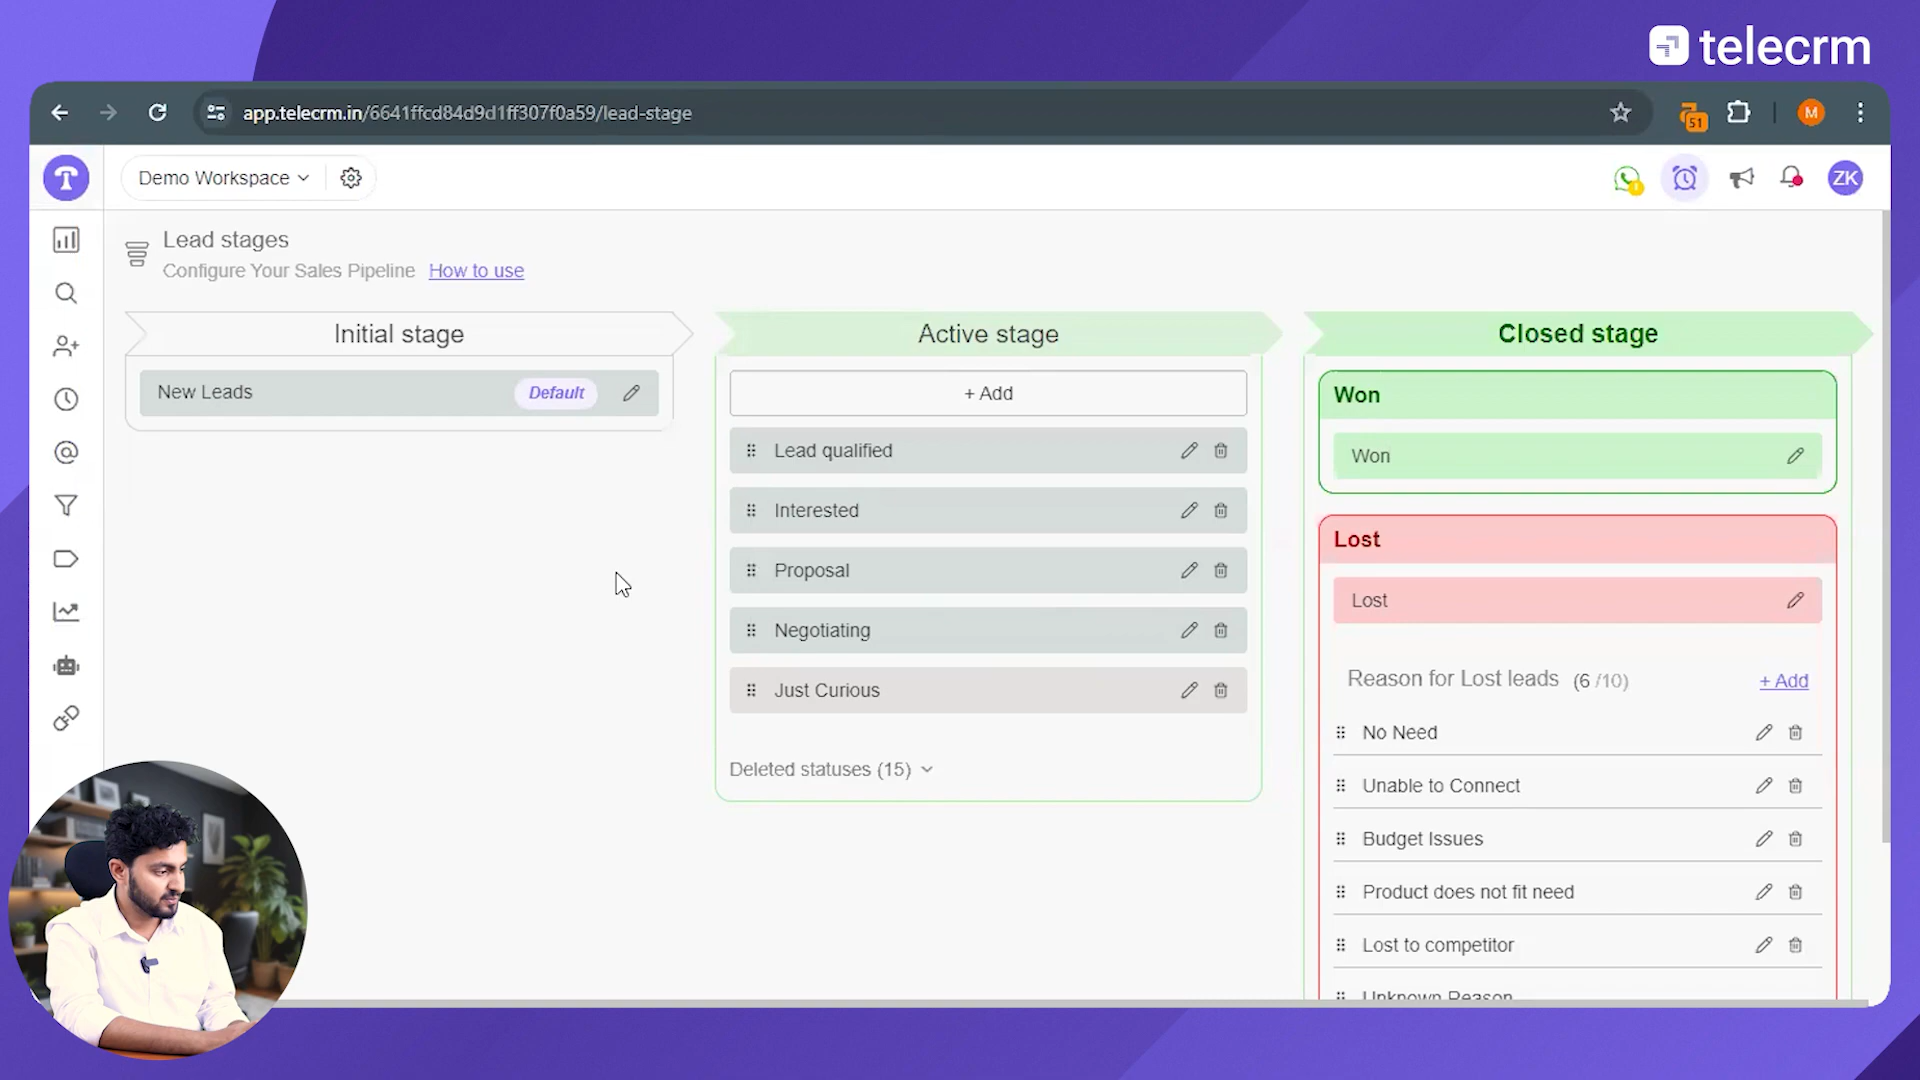 telecrm
app.telecrm.in/6641ffcd84d9d1ff307f0a59/lead-stage
51
M
Demo Workspace
ZK
Lead stages
Configure Your Sales Pipeline How to use
Initial stage
New Leads Default
Active stage
+ Add
Lead qualified
Interested
Proposal
Negotiating
Just Curious
Deleted statuses (15)
Closed stage
Won
Won
Lost
Lost
Reason for Lost leads (6 /10) + Add
No Need
Unable to Connect
Budget Issues
Product does not fit need
Lost to competitor
Unknown Reason